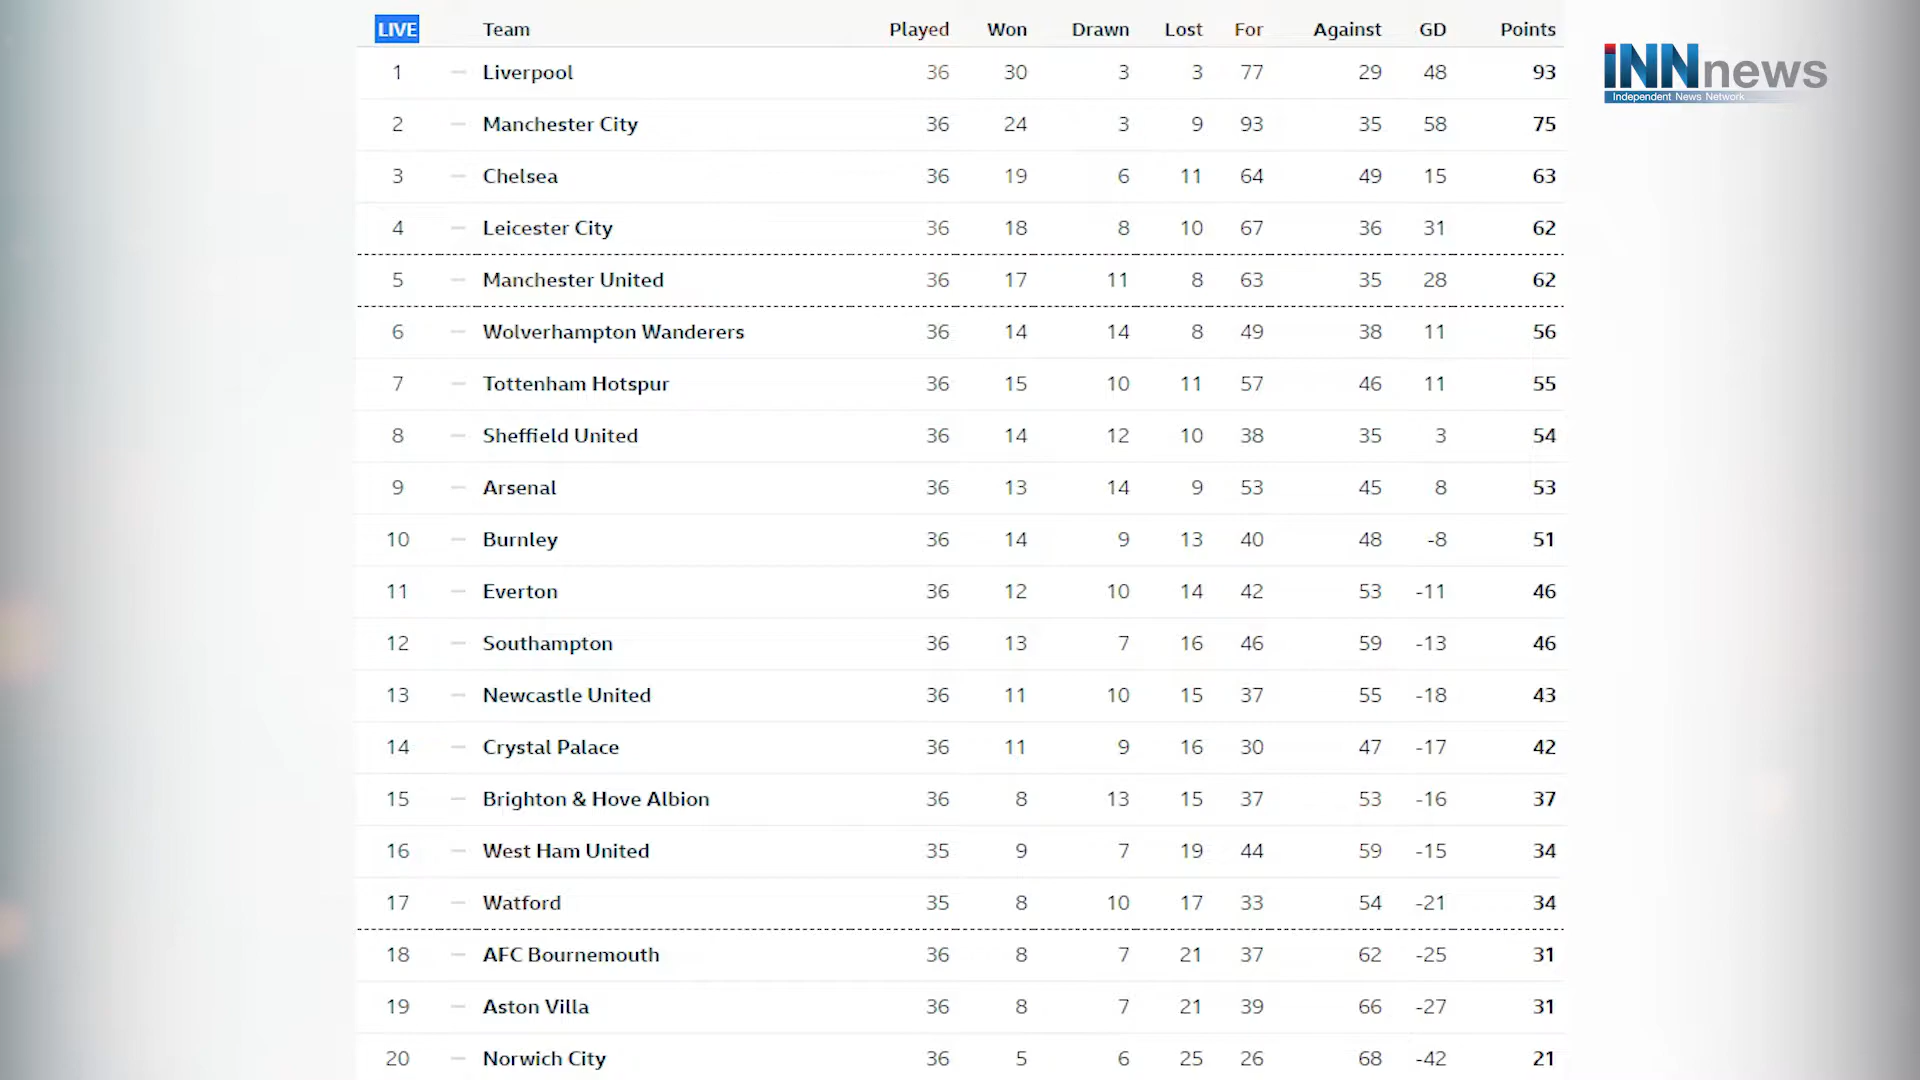 LIVE Team Played Won Drawn Lost For Against GD Points
1 Liverpool 36 30 3 3 77 29 48 93
2 Manchester City 36 24 3 9 93 35 58 75
3 Chelsea 36 19 6 11 64 49 15 63
4 Leicester City 36 18 8 10 67 36 31 62
5 Manchester United 36 17 11 8 63 35 28 62
6 Wolverhampton Wanderers 36 14 14 8 49 38 11 56
7 Tottenham Hotspur 36 15 10 11 57 46 11 55
8 Sheffield United 36 14 12 10 38 35 3 54
9 Arsenal 36 13 14 9 53 45 8 53
10 Burnley 36 14 9 13 40 48 -8 51
11 Everton 36 12 10 14 42 53 -11 46
12 Southampton 36 13 7 16 46 59 -13 46
13 Newcastle United 36 11 10 15 37 55 -18 43
14 Crystal Palace 36 11 9 16 30 47 -17 42
15 Brighton & Hove Albion 36 8 13 15 37 53 -16 37
16 West Ham United 35 9 7 19 44 59 -15 34
17 Watford 35 8 10 17 33 54 -21 34
18 AFC Bournemouth 36 8 7 21 37 62 -25 31
19 Aston Villa 36 8 7 21 39 66 -27 31
20 Norwich City 36 5 6 25 26 68 -42 21
iNNnews
Independent News Network